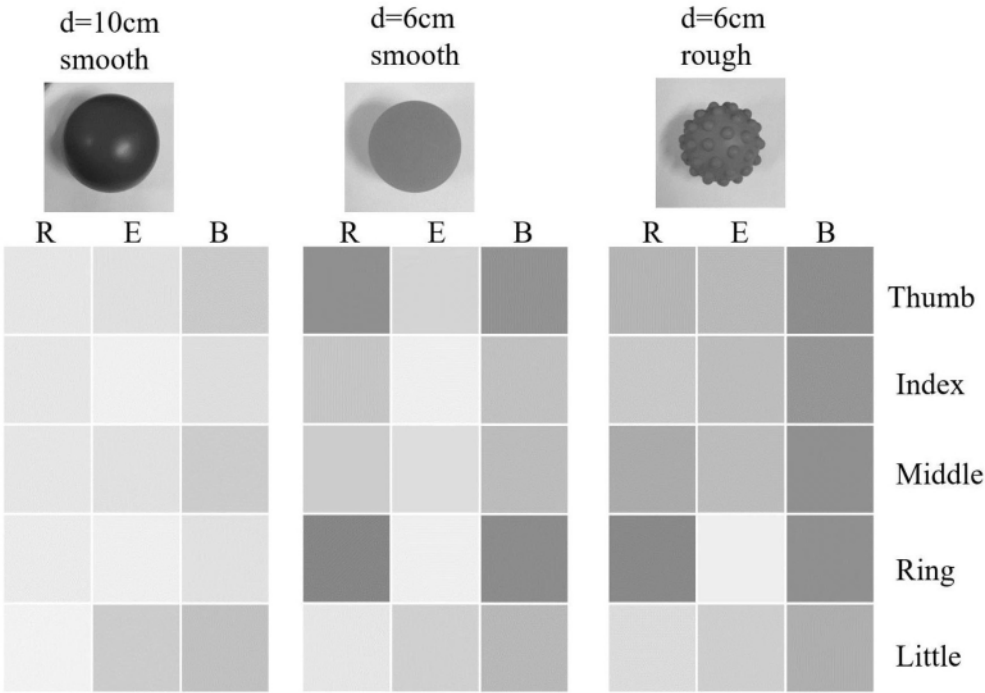 d=10cm
smooth
d=6cm
smooth
d=6cm
rough
R E B
R E B
R E B
Thumb
Index
Middle
Ring
Little